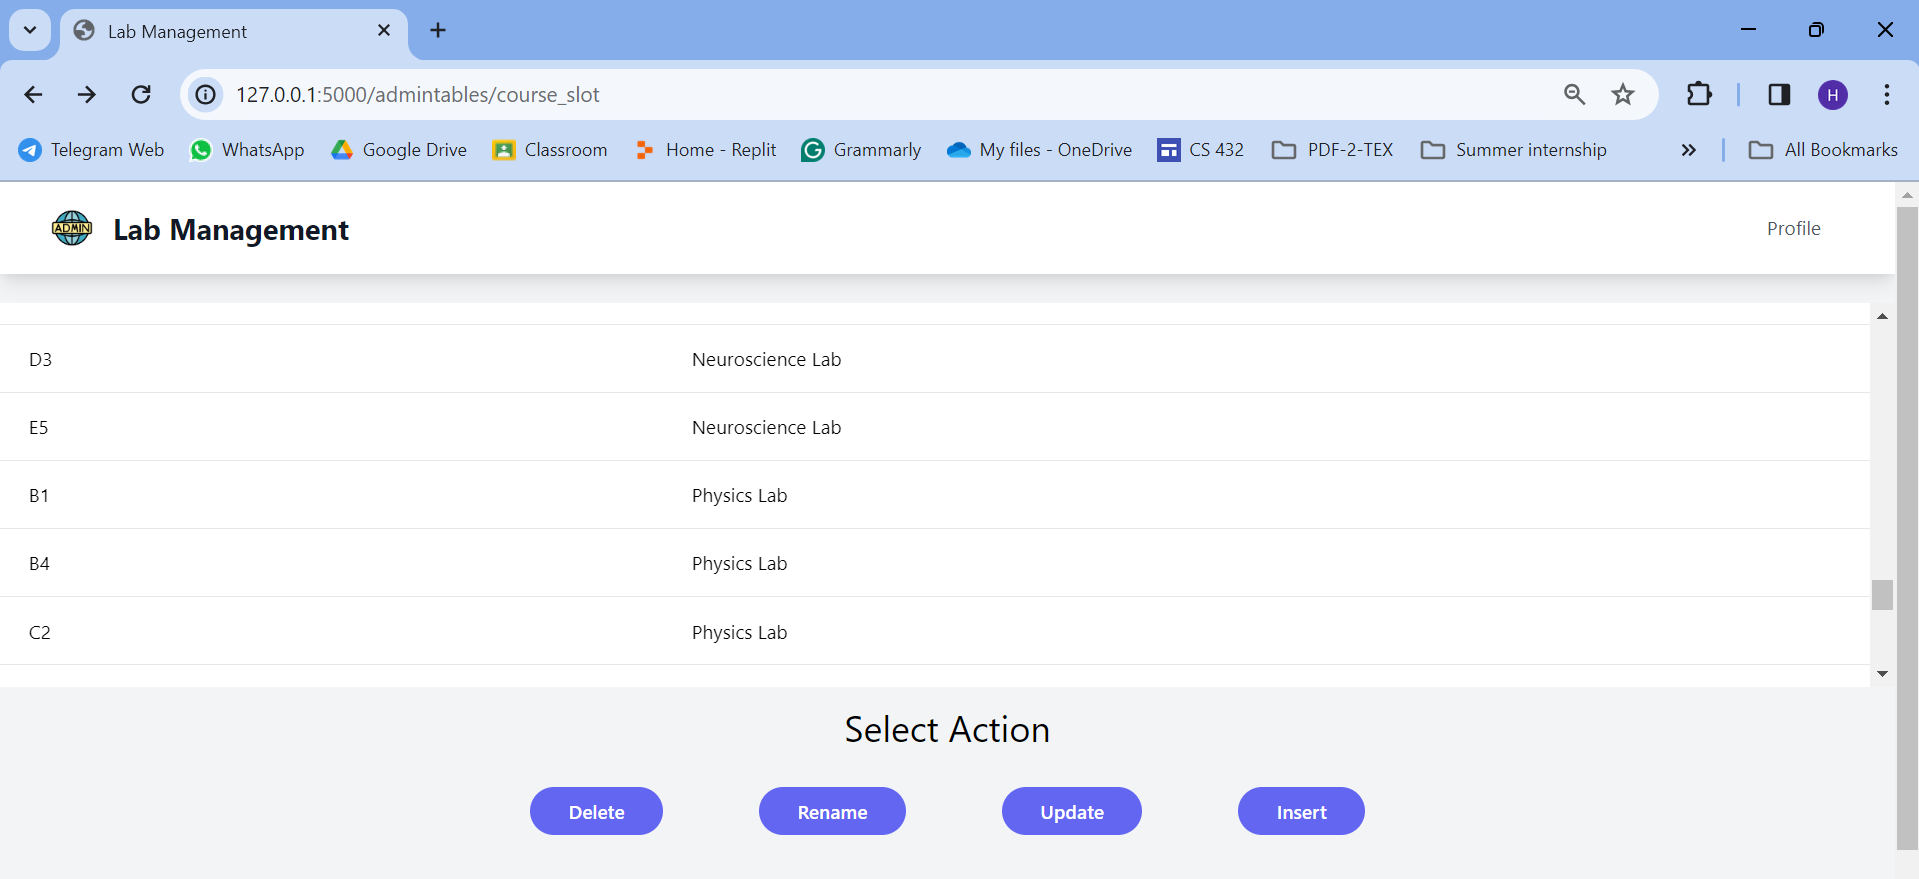 Lab Management
127.0.0.1:5000/admintables/course_slot
H
Telegram Web WhatsApp Google Drive Classroom Home - Replit Grammarly My files - OneDrive CS 432 PDF-2-TEX Summer internship » All Bookmarks
ADMIN Lab Management Profile
D3 Neuroscience Lab
E5 Neuroscience Lab
B1 Physics Lab
B4 Physics Lab
C2 Physics Lab
Select Action
Delete Rename Update Insert